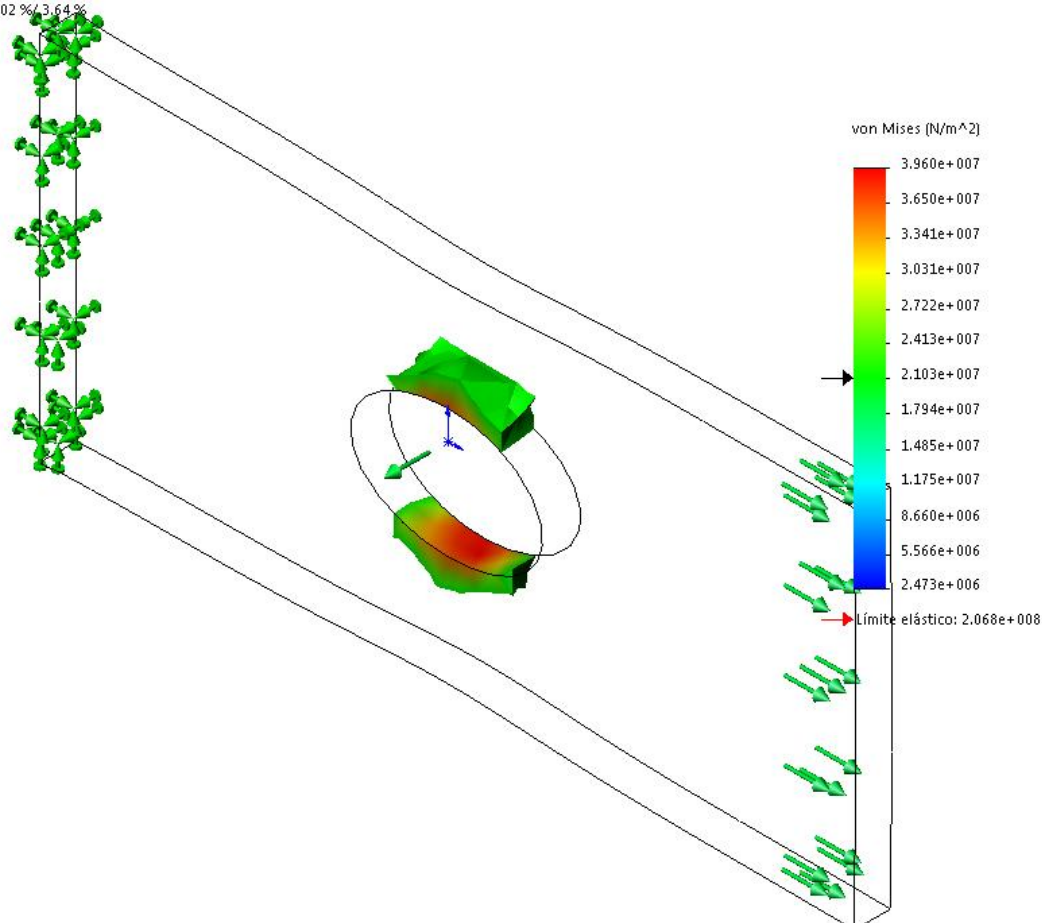 02 %/ 3.64 %
von Mises (N/m^2)
3.960e+007
3.650e+007
3.341e+007
3.031e+007
2.722e+007
2.413e+007
2.103e+007
1.794e+007
1.485e+007
1.175e+007
8.660e+006
5.566e+006
2.473e+006
Límite elástico: 2.068e+008